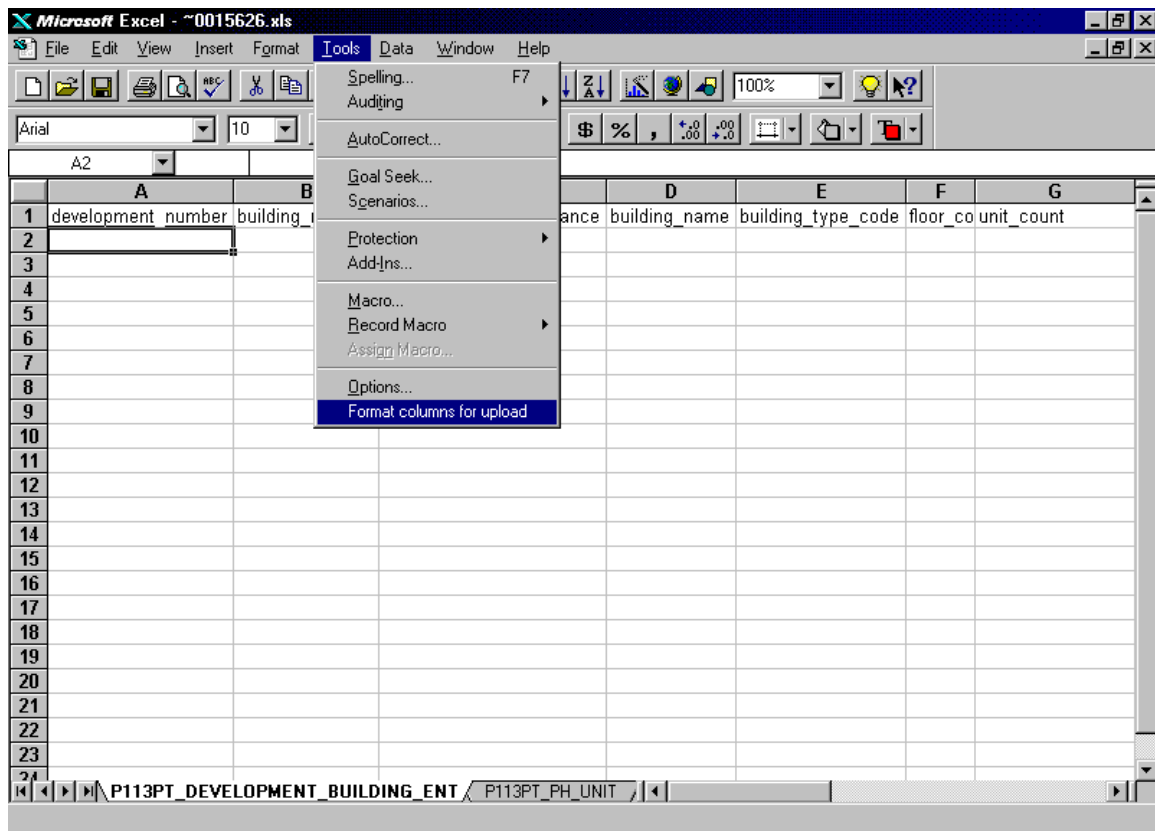 Microsoft Excel - ~0015626.xls
File Edit View Insert Format Tools Data Window Help
100%
Arial 10 $ % ,
A2
A B D E F G
1 development_number building_ ance building_name building_type_code floor_co unit_count
2
3
4
5
6
7
8
9
10
11
12
13
14
15
16
17
18
19
20
21
22
23
24
Spelling... F7
Auditing
AutoCorrect...
Goal Seek...
Scenarios...
Protection
Add-Ins...
Macro...
Record Macro
Assign Macro...
Options...
Format columns for upload
P113PT_DEVELOPMENT_BUILDING_ENT P113PT_PH_UNIT